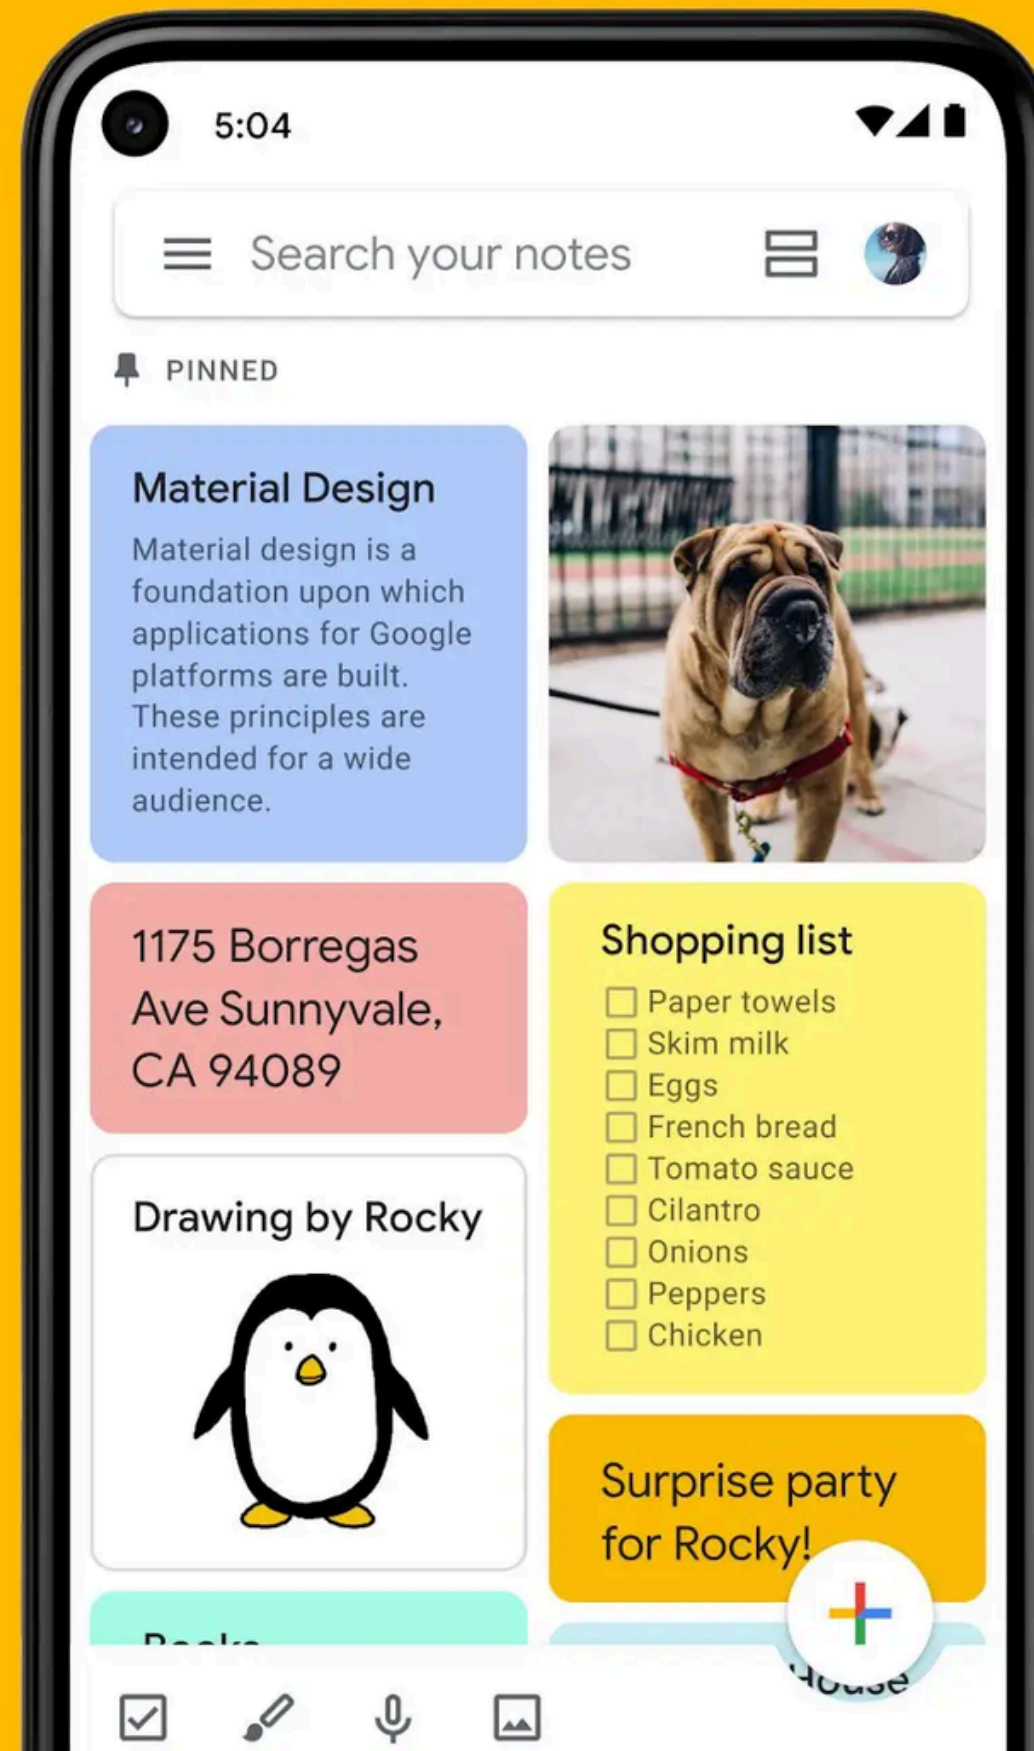 5:04
Search your notes
PINNED
Material Design
Material design is a
foundation upon which
applications for Google
platforms are built.
These principles are
intended for a wide
audience.
1175 Borregas
Ave Sunnyvale,
CA 94089
Drawing by Rocky
Shopping list
Paper towels
Skim milk
Eggs
French bread
Tomato sauce
Cilantro
Onions
Peppers
Chicken
Surprise party
for Rocky!
House